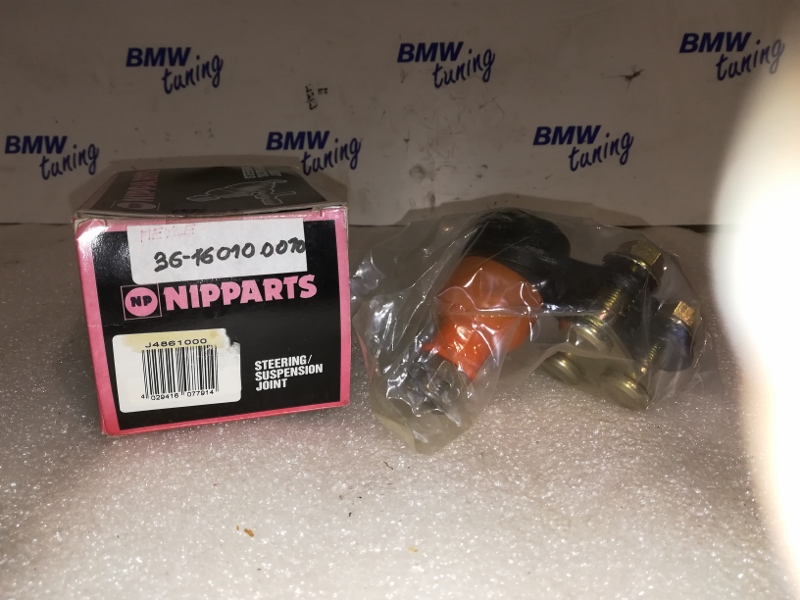 BMW
tuning
BMW
tuning
BMW
tuning
BMW
tuning
BMW
tuning
BMW
tuning
NIPPARTS
36-16010 0070
NP NIPPARTS
J4861000
4 029416 077914
STEERING/
SUSPENSION
JOINT